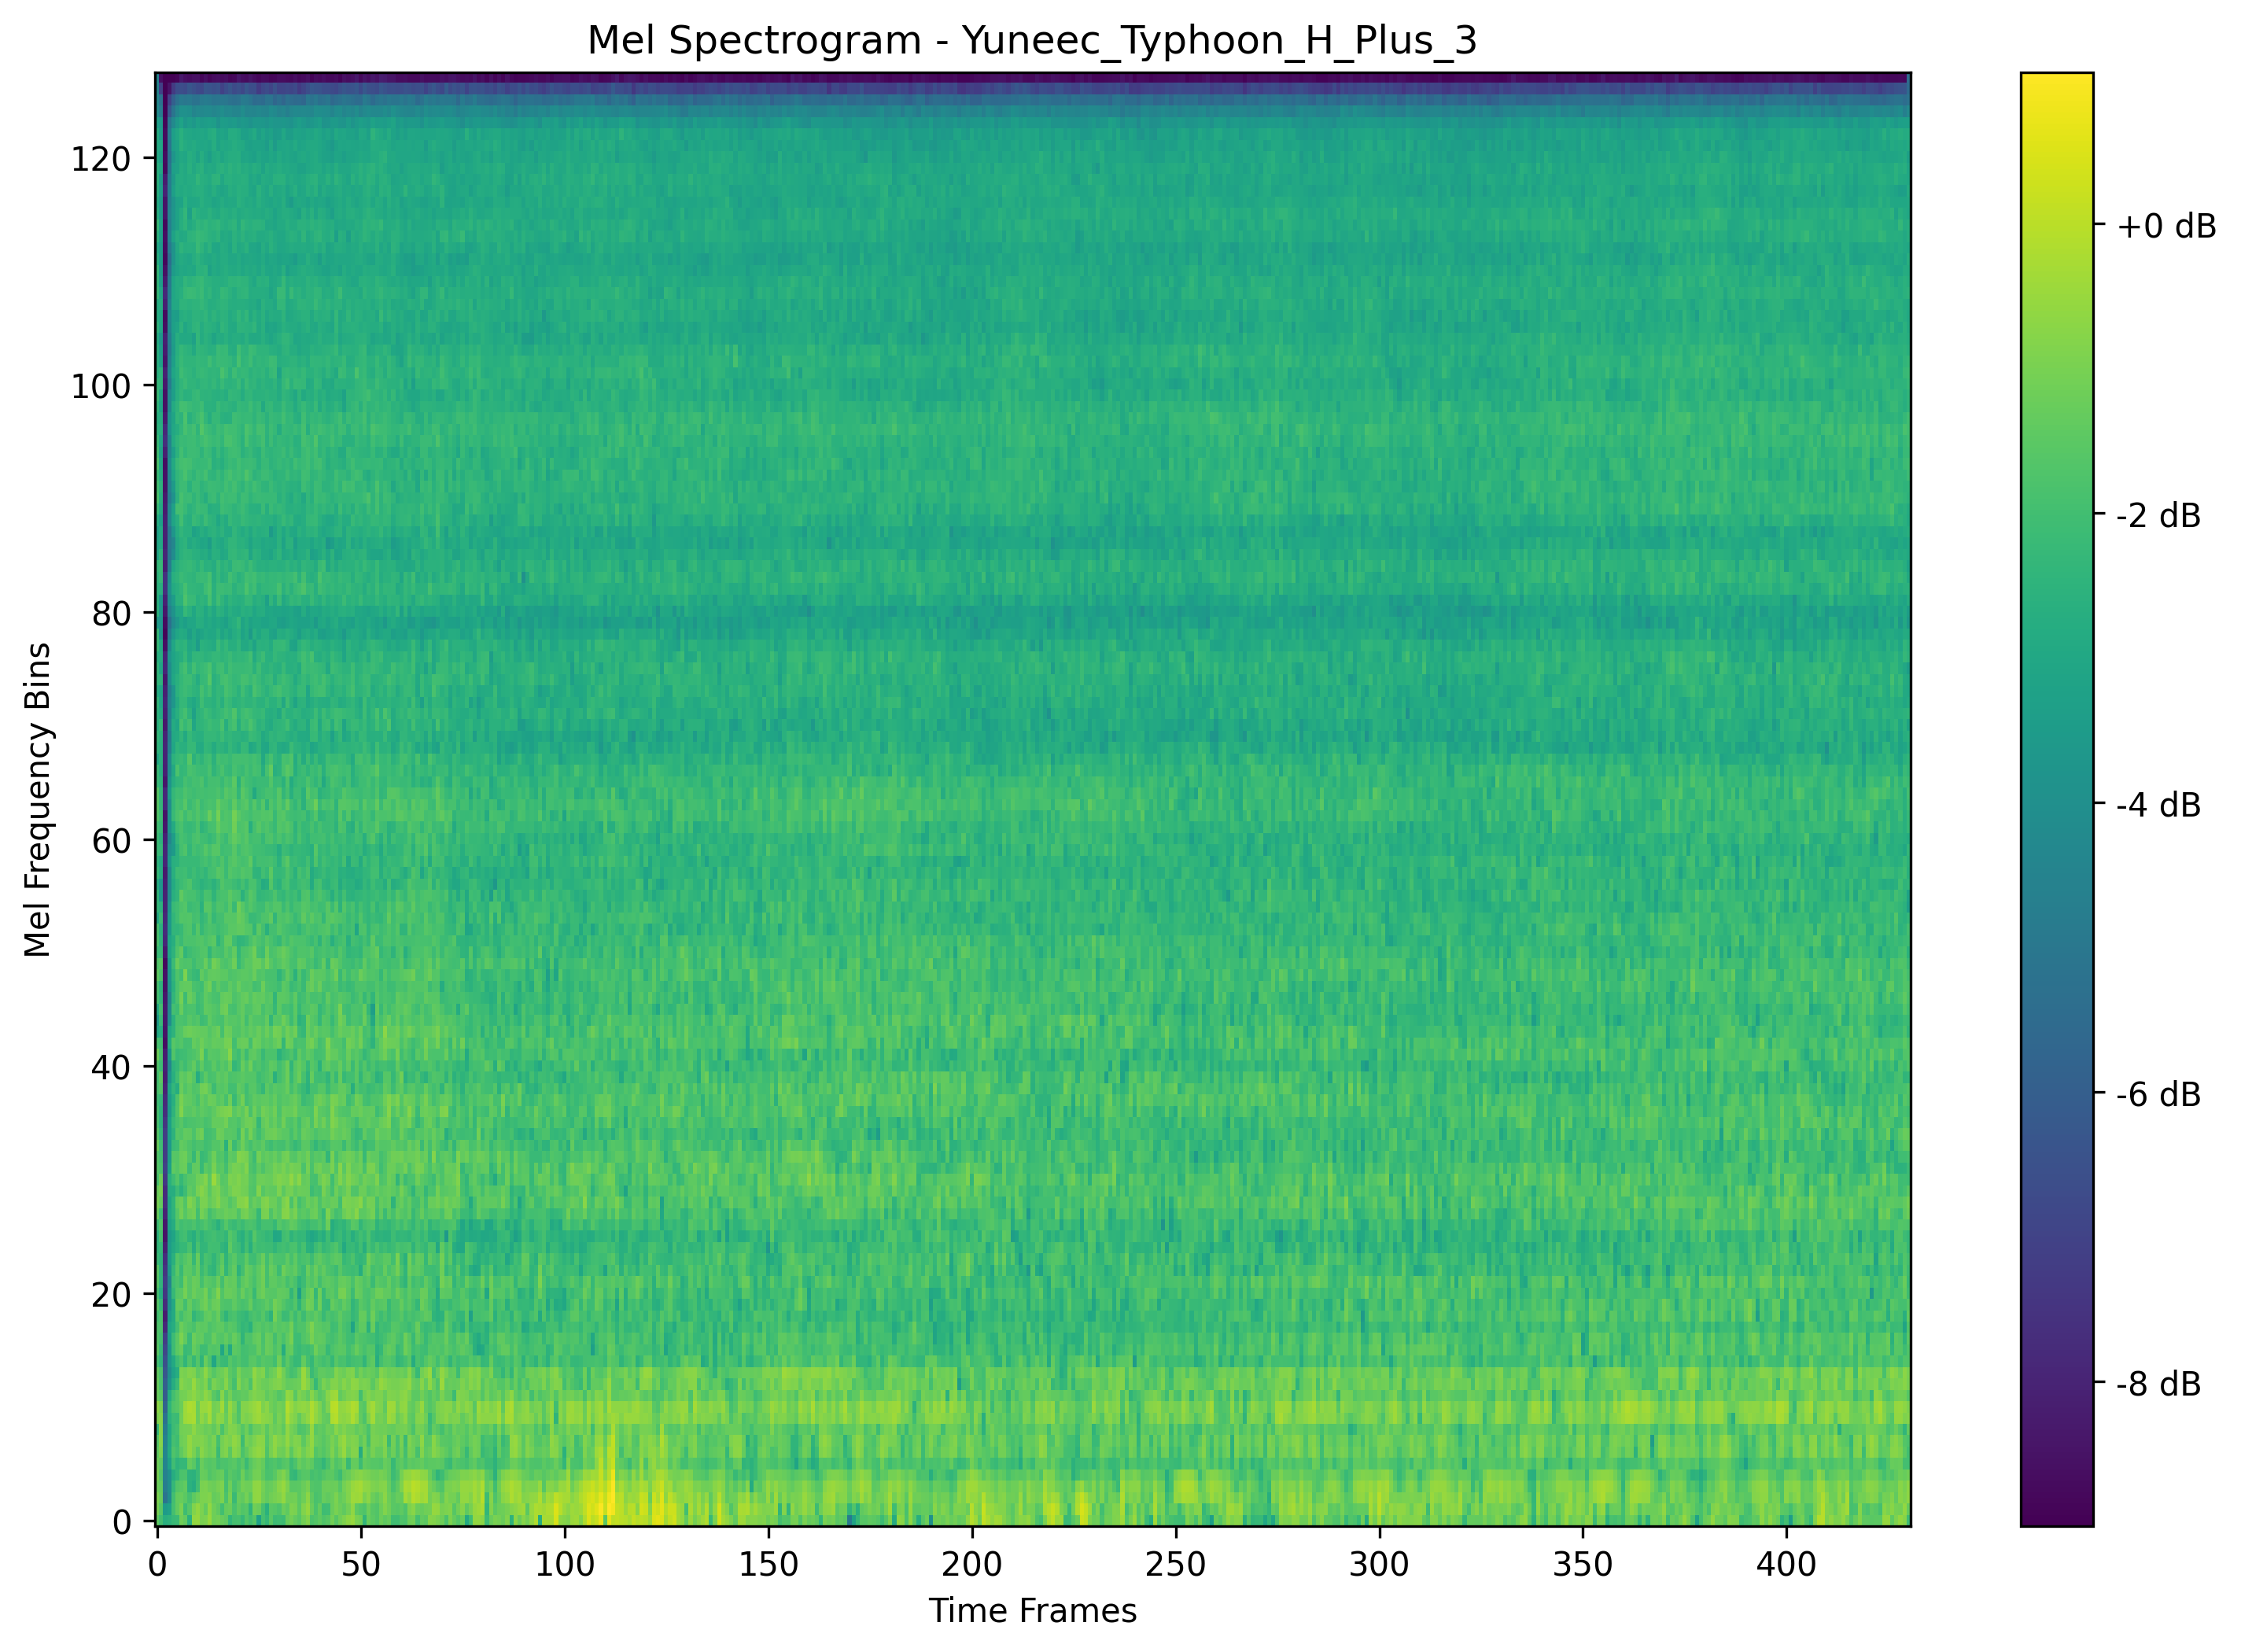 Mel Spectrogram - Yuneec_Typhoon_H_Plus_3
Mel Frequency Bins
120
100
80
60
40
20
0
0 50 100 150 200 250 300 350 400
Time Frames
+0 dB
-2 dB
-4 dB
-6 dB
-8 dB